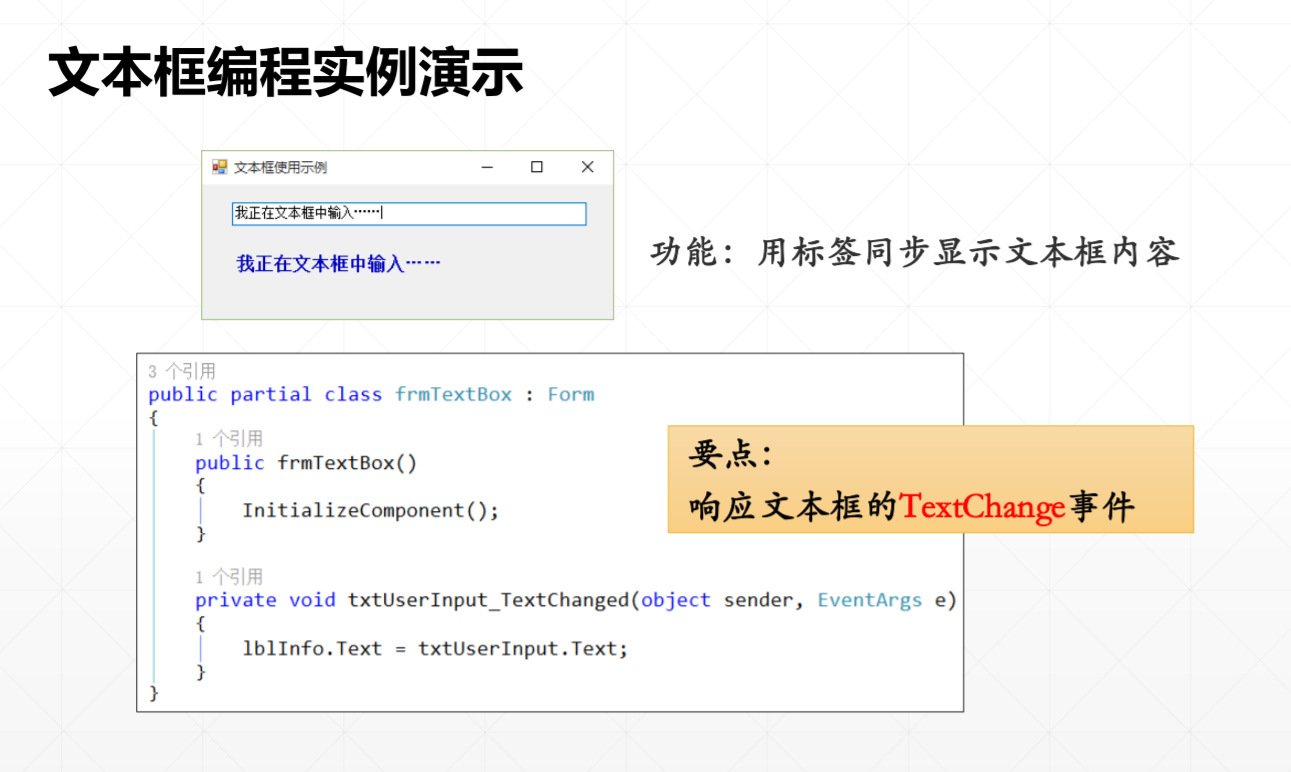 文本框编程实例演示
文本框使用示例
我正在文本框中输入……
我正在文本框中输入……
功能：用标签同步显示文本框内容
3 个引用
public partial class frmTextBox : Form
{
1 个引用
public frmTextBox()
{
InitializeComponent();
}
要点：
响应文本框的TextChange事件
1 个引用
private void txtUserInput_TextChanged(object sender, EventArgs e)
{
lblInfo.Text = txtUserInput.Text;
}
}